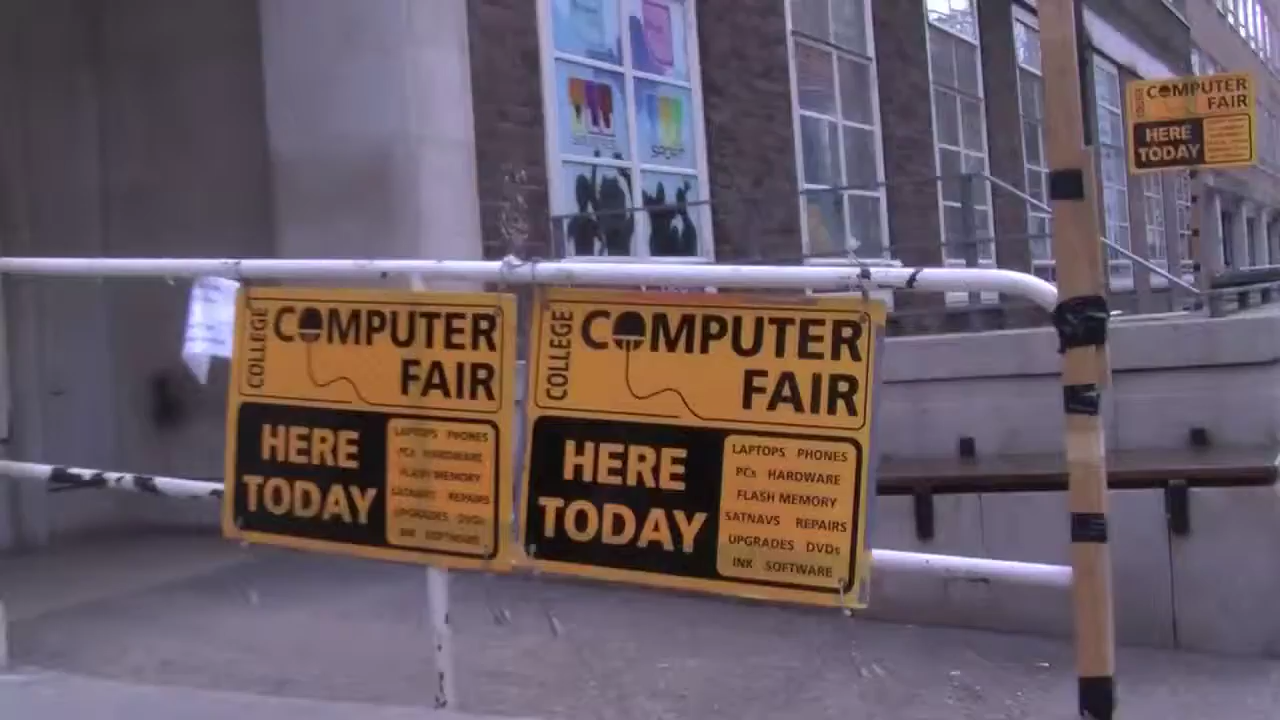 COLLEGE
COMPUTER
FAIR
HERE
TODAY
LAPTOPS PHONES
PCs HARDWARE
FLASH MEMORY
SATNAVS REPAIRS
UPGRADES DVDs
INK SOFTWARE
COLLEGE
COMPUTER
FAIR
HERE
TODAY
LAPTOPS PHONES
PCs HARDWARE
FLASH MEMORY
SATNAVS REPAIRS
UPGRADES DVDs
INK SOFTWARE
COLLEGE
COMPUTER
FAIR
HERE
TODAY
sport